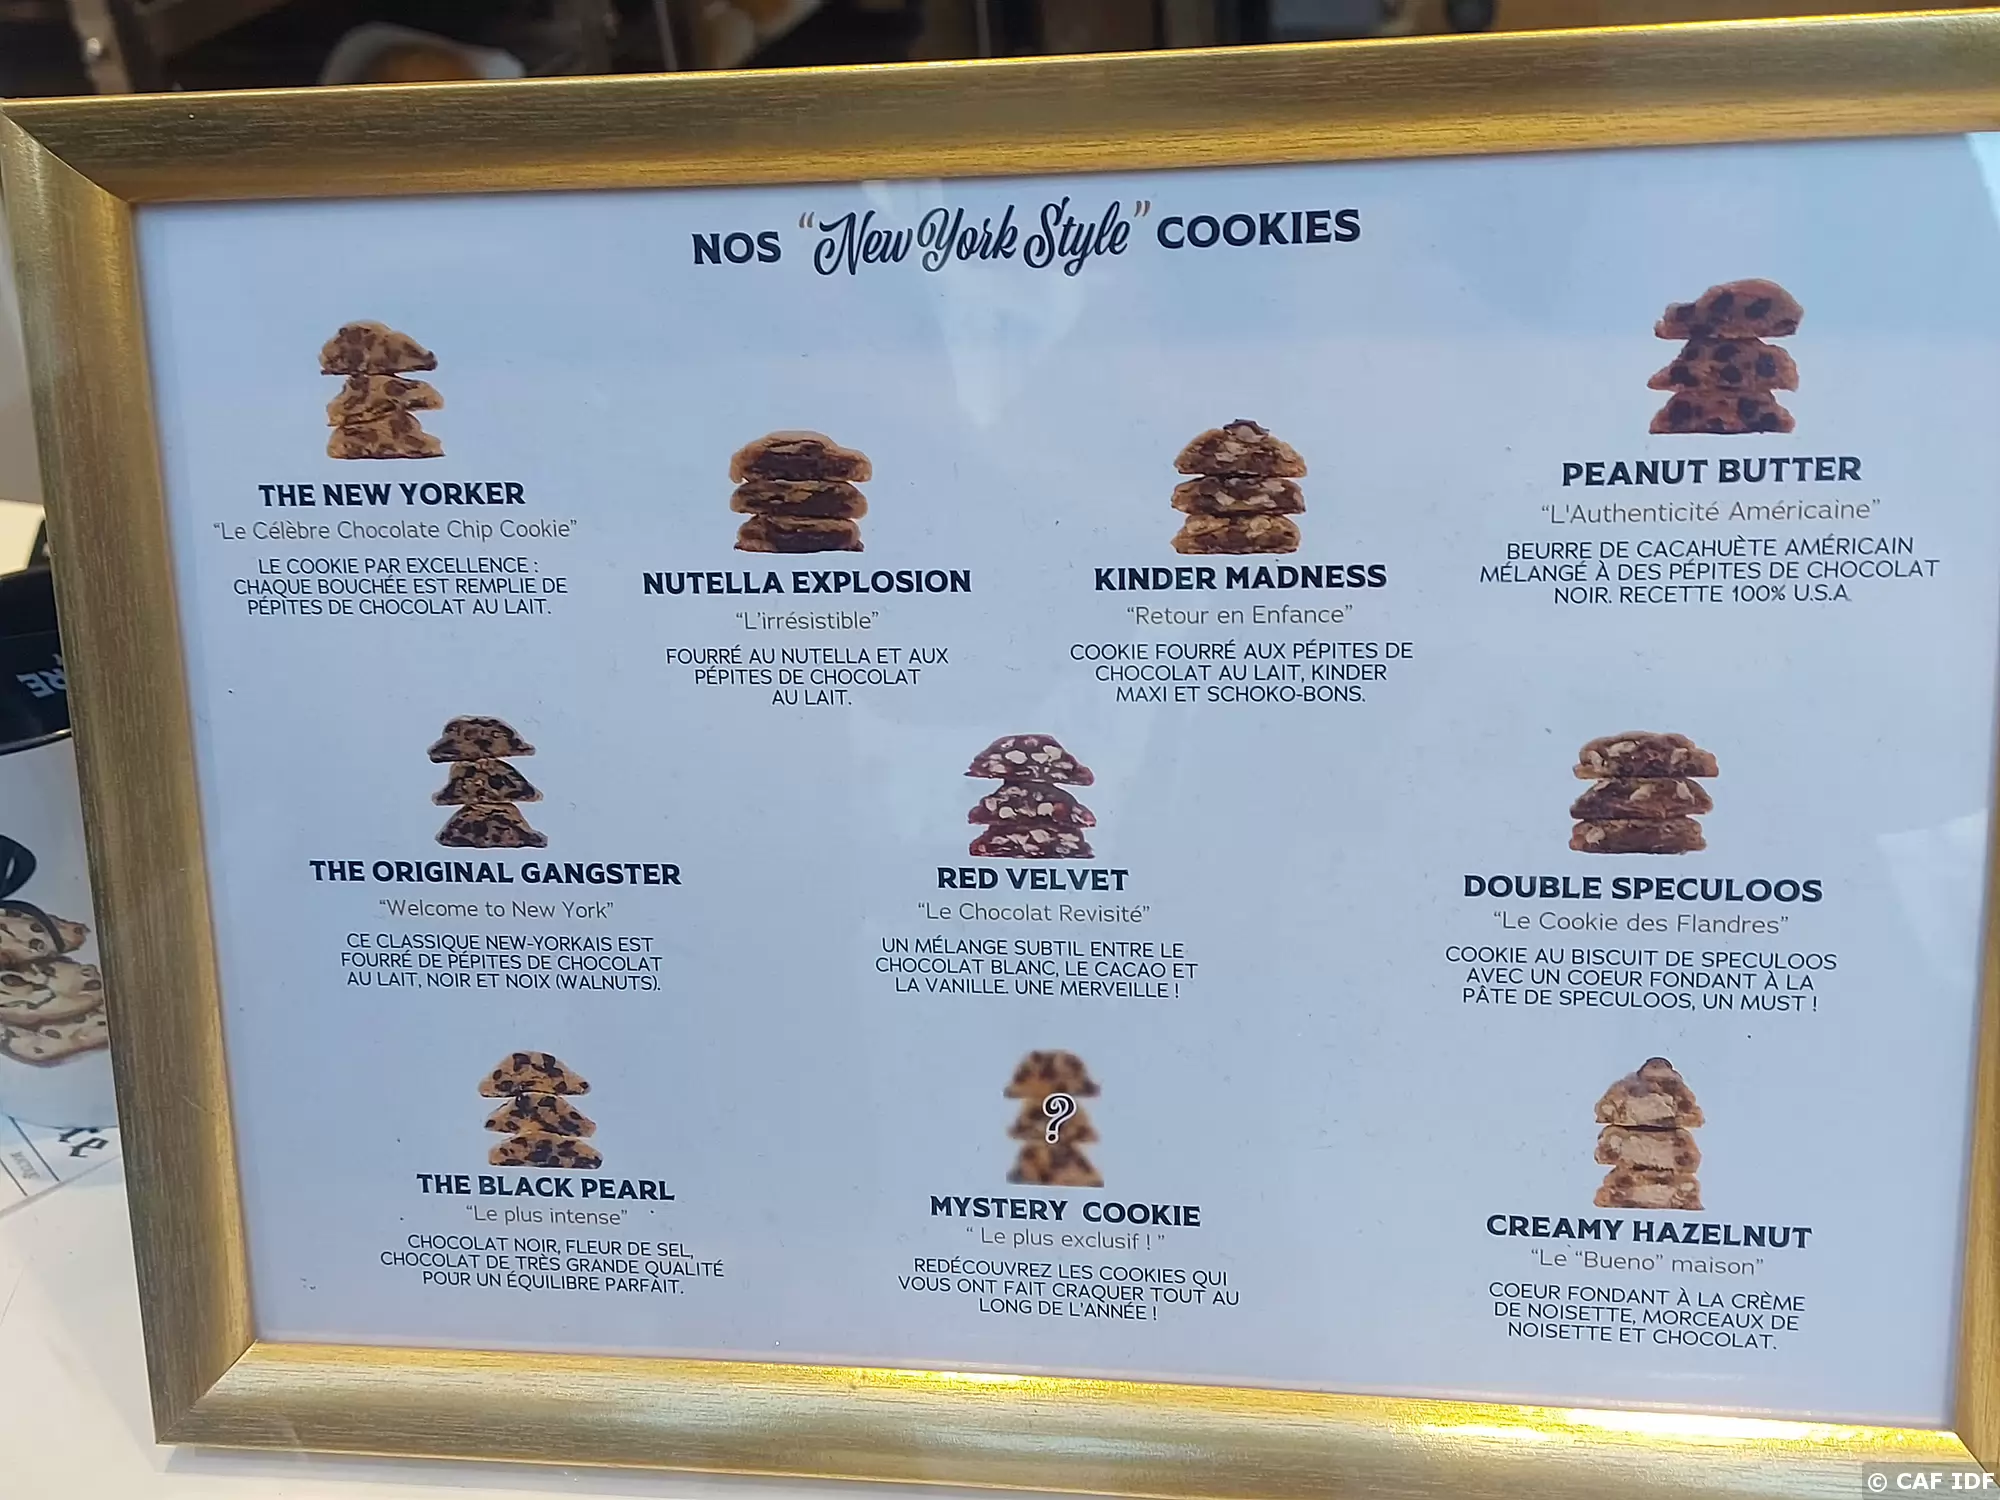 NOS “New York Style” COOKIES
THE NEW YORKER
“Le Célèbre Chocolate Chip Cookie”
LE COOKIE PAR EXCELLENCE :
CHAQUE BOUCHÉE EST REMPLIE DE
PÉPITES DE CHOCOLAT AU LAIT.
NUTELLA EXPLOSION
“L’irrésistible”
FOURRÉ AU NUTELLA ET AUX
PÉPITES DE CHOCOLAT
AU LAIT.
KINDER MADNESS
“Retour en Enfance”
COOKIE FOURRÉ AUX PÉPITES DE
CHOCOLAT AU LAIT, KINDER
MAXI ET SCHOKO-BONS.
PEANUT BUTTER
“L'Authenticité Américaine”
BEURRE DE CACAHUÈTE AMÉRICAIN
MÉLANGÉ À DES PÉPITES DE CHOCOLAT
NOIR. RECETTE 100% U.S.A
THE ORIGINAL GANGSTER
“Welcome to New York”
CE CLASSIQUE NEW-YORKAIS EST
FOURRÉ DE PÉPITES DE CHOCOLAT
AU LAIT, NOIR ET NOIX (WALNUTS).
RED VELVET
“Le Chocolat Revisité”
UN MÉLANGE SUBTIL ENTRE LE
CHOCOLAT BLANC, LE CACAO ET
LA VANILLE. UNE MERVEILLE !
DOUBLE SPECULOOS
“Le Cookie des Flandres”
COOKIE AU BISCUIT DE SPECULOOS
AVEC UN COEUR FONDANT À LA
PÂTE DE SPECULOOS, UN MUST !
THE BLACK PEARL
“Le plus intense”
CHOCOLAT NOIR, FLEUR DE SEL,
CHOCOLAT DE TRÈS GRANDE QUALITÉ
POUR UN ÉQUILIBRE PARFAIT.
?
MYSTERY COOKIE
“ Le plus exclusif ! ”
REDÉCOUVREZ LES COOKIES QUI
VOUS ONT FAIT CRAQUER TOUT AU
LONG DE L'ANNÉE !
CREAMY HAZELNUT
“Le “Bueno” maison”
COEUR FONDANT À LA CRÈME
DE NOISETTE, MORCEAUX DE
NOISETTE ET CHOCOLAT.
© CAF IDF